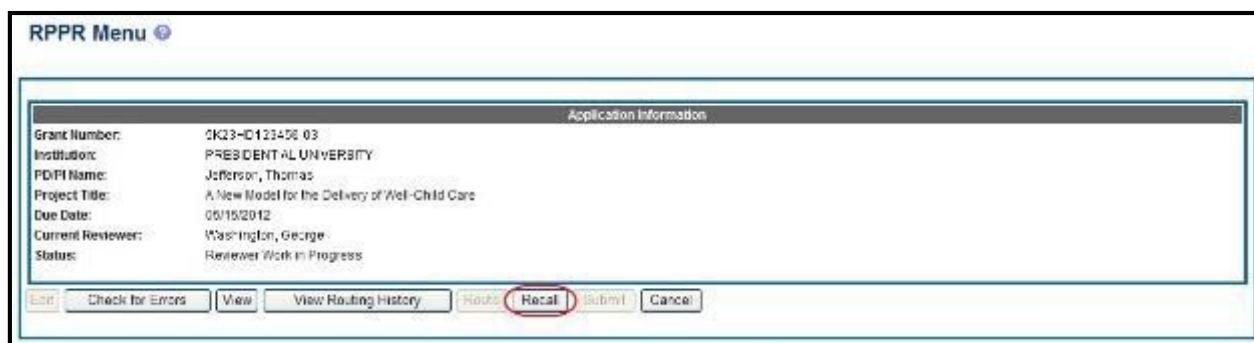 RPPR Menu
Application Information
Grant Number: 5K23HD123456-03
Institution: PRESIDENTIAL UNIVERSITY
PD/PI Name: Jefferson, Thomas
Project Title: A New Model for the Delivery of Well-Child Care
Due Date: 05/15/2012
Current Reviewer: Washington, George
Status: Reviewer Work in Progress
Edit Check for Errors View View Routing History Route Recall Submit Cancel